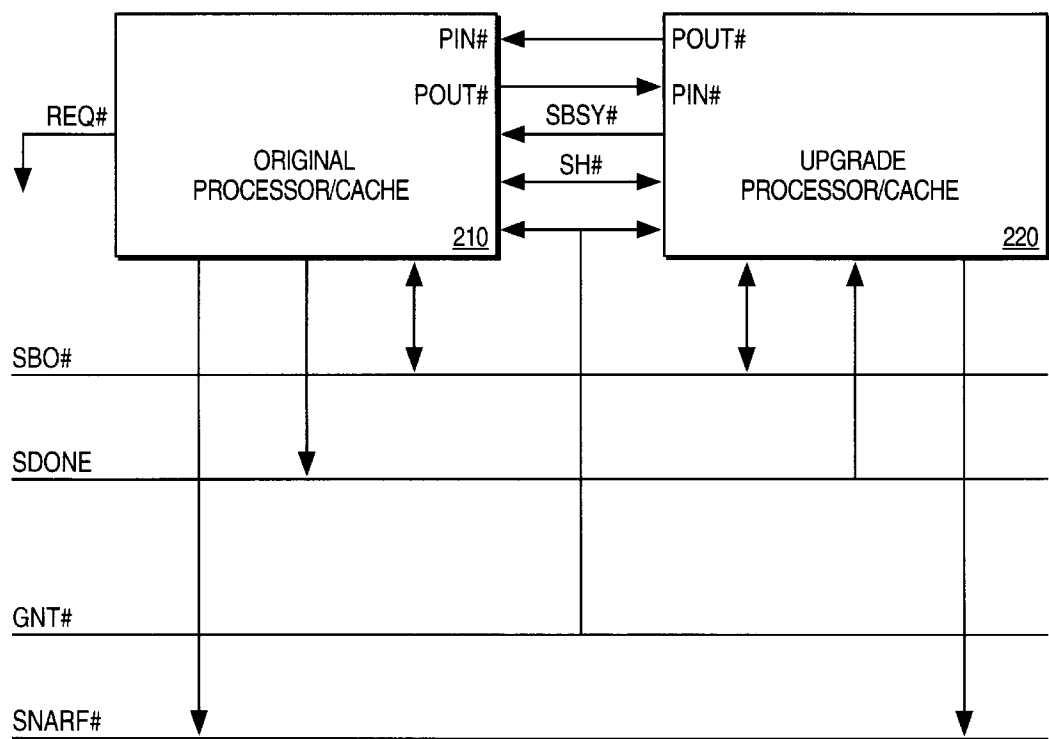 PIN#
POUT#
POUT#
PIN#
REQ#
SBSY#
ORIGINAL
PROCESSOR/CACHE
SH#
UPGRADE
PROCESSOR/CACHE
210
220
SBO#
SDONE
GNT#
SNARF#